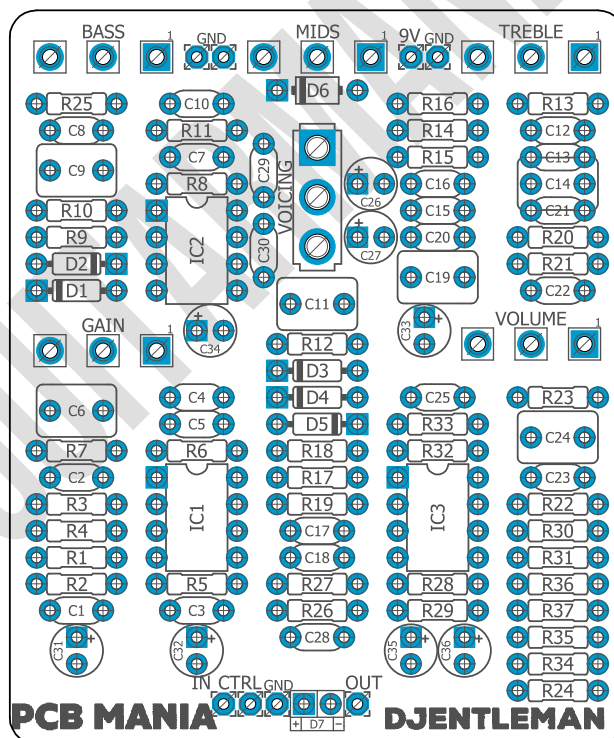 BASS 1 GND MIDS 1 9V GND TREBLE 1
D6
R25 C10 R16 R13
C8 R11 R14 C12
C9 C7 C29 VOICING R15 C13
R8 + C26 C16 C14
R10 C15 C21
R9 IC2 C30 + C27 C20 R20
D2 C19 R21
D1 C11 C22
GAIN 1 + C34 C33 + VOLUME 1
R12
D3
C6 C4 D4 C25 R23
C5 D5 R33 C24
R7 R6 R18 R32
C2 R17 C23
R3 IC1 R19 IC3 R22
R4 C17 R30
R1 C18 R31
R2 R5 R27 R28 R36
C1 C3 R26 R29 R37
C31 + C32 + C28 C35 + C36 + R35
R34
IN CTRL GND OUT R24
PCB MANIA + D7 - DJENTLEMAN